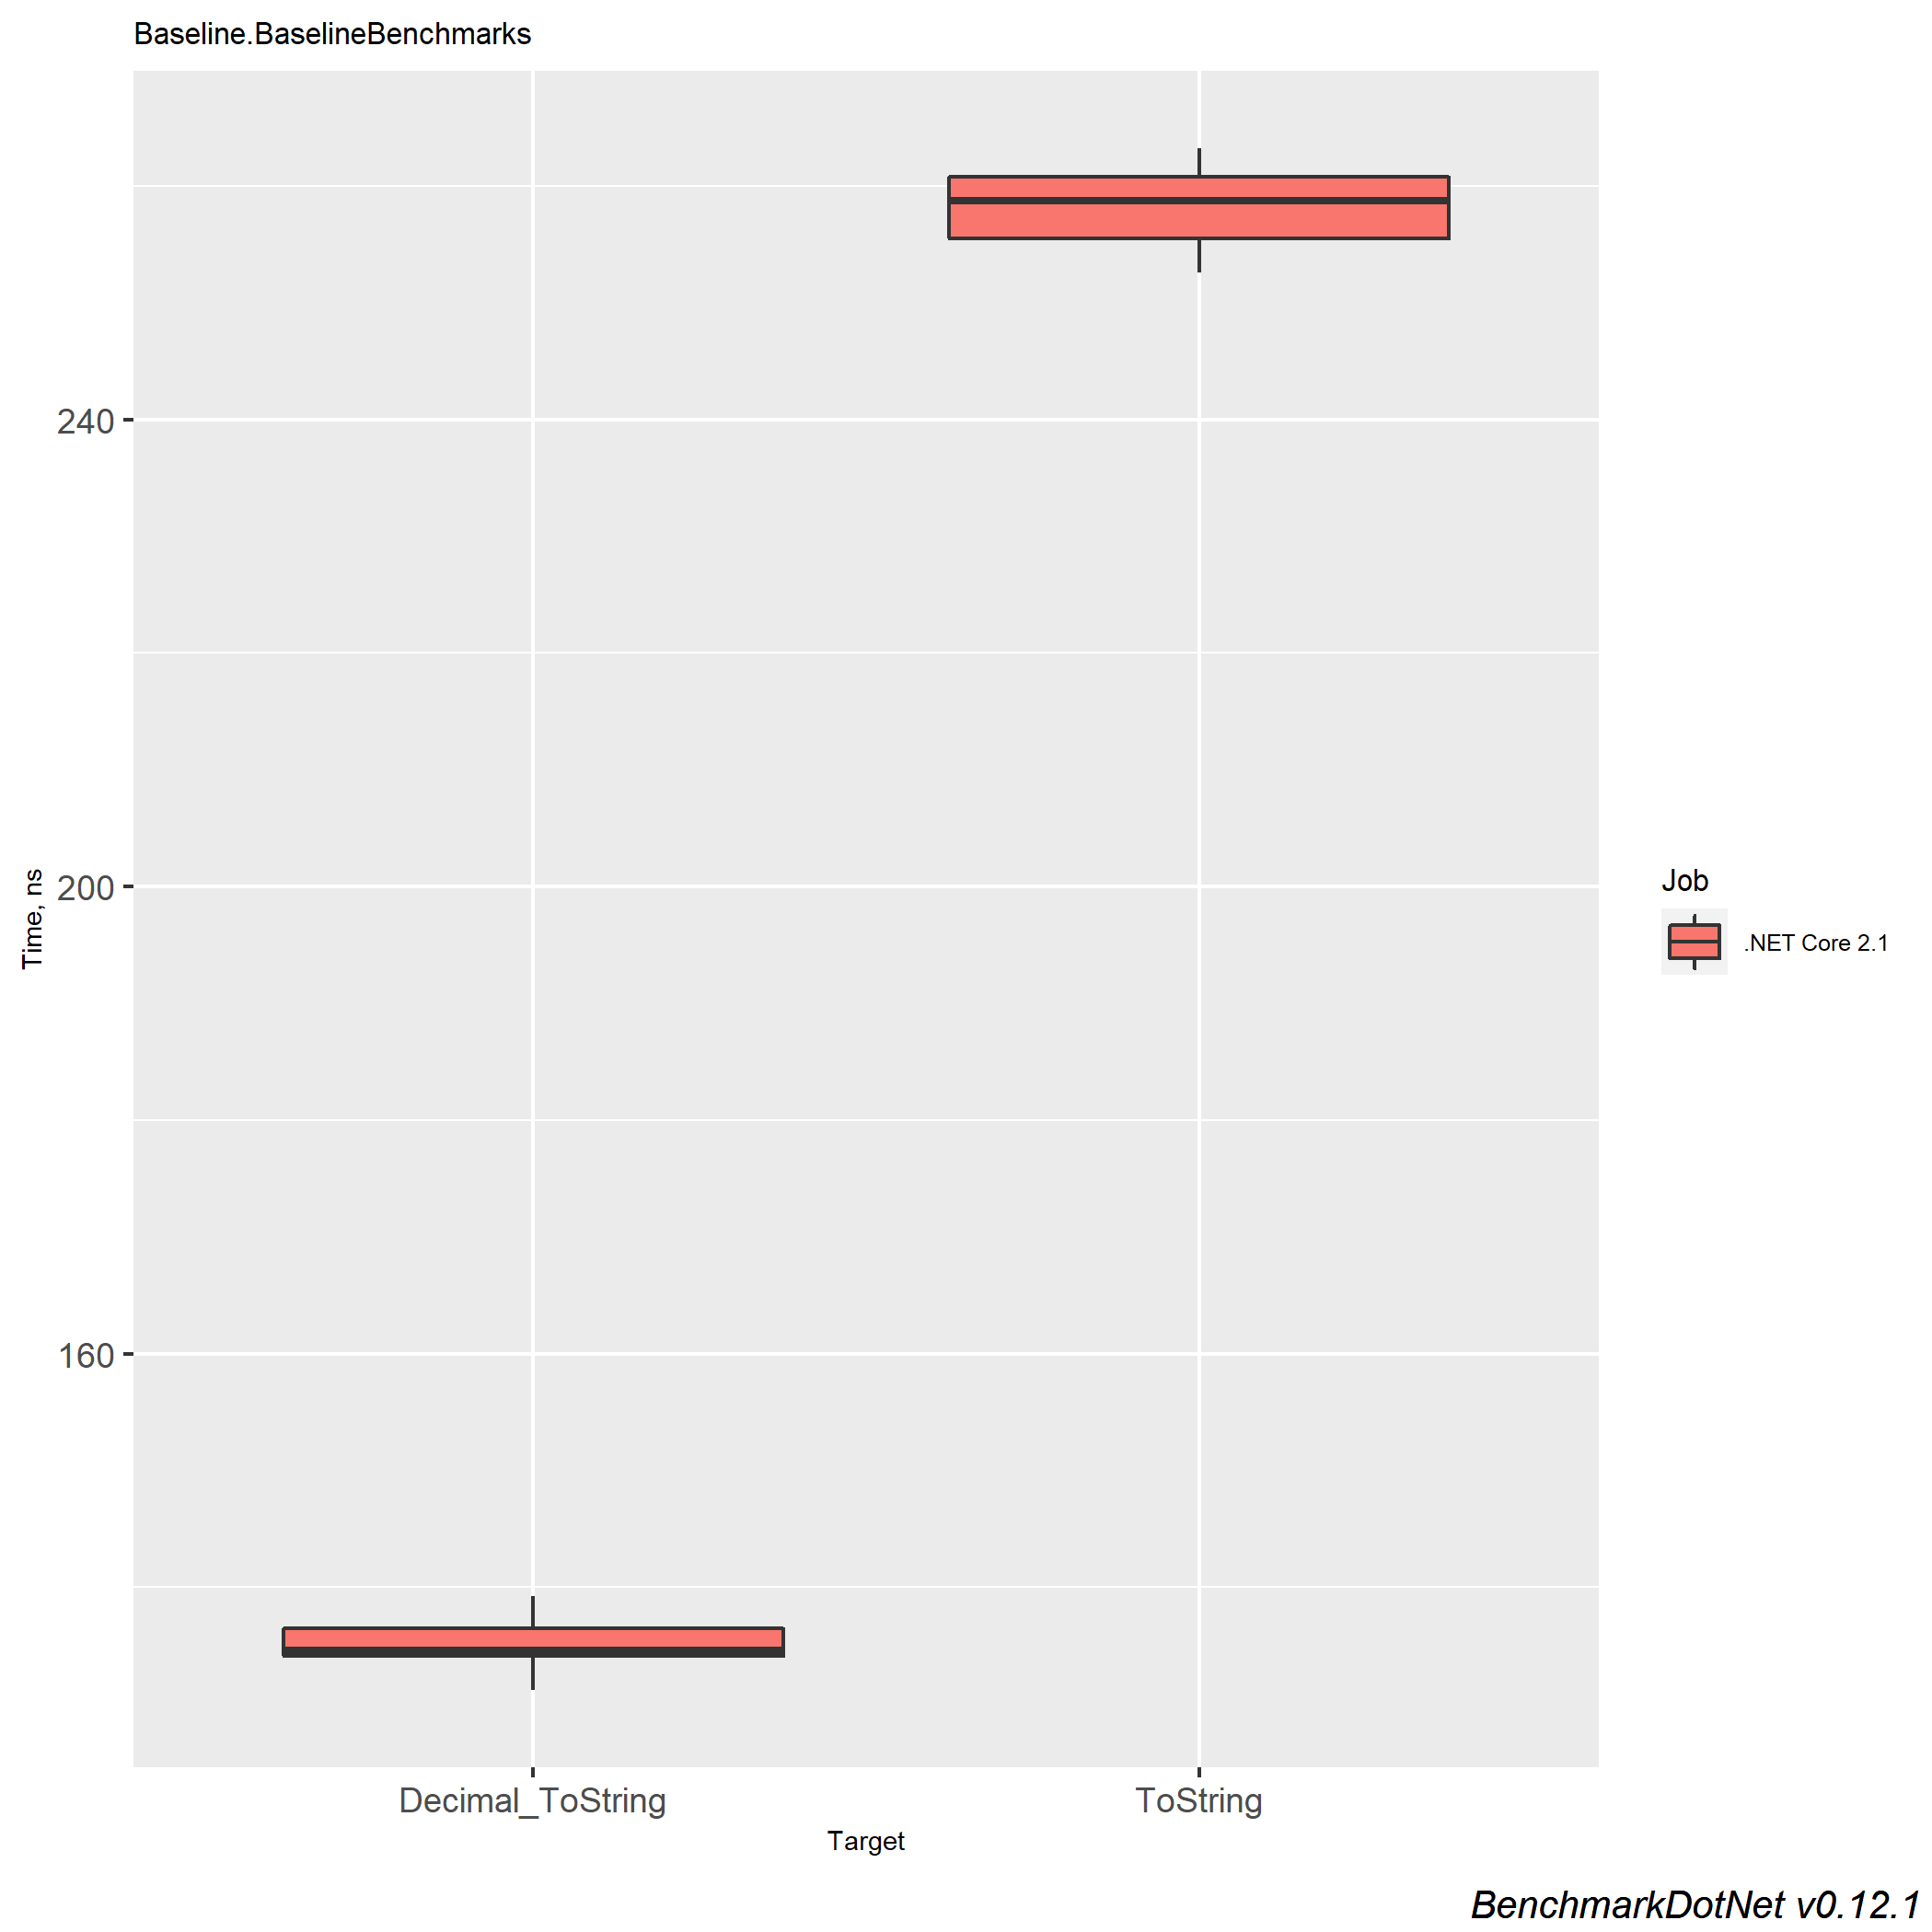 Baseline.BaselineBenchmarks
240
200
160
Time, ns
Decimal_ToString
ToString
Target
Job
.NET Core 2.1
BenchmarkDotNet v0.12.1